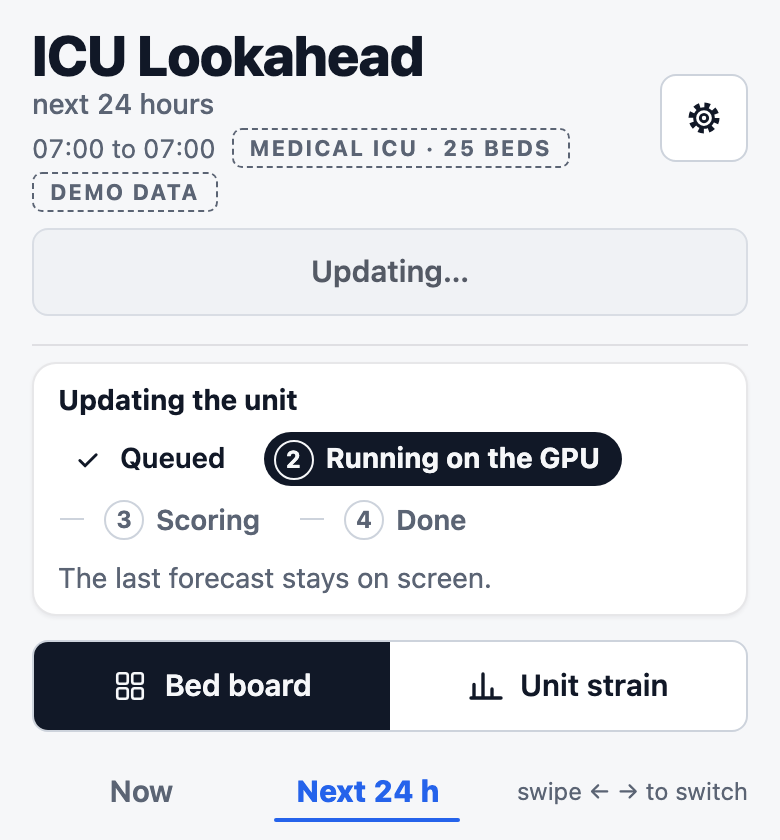 ICU Lookahead
next 24 hours
07:00 to 07:00 MEDICAL ICU · 25 BEDS
DEMO DATA
Updating...
Updating the unit
✓ Queued 2 Running on the GPU
— 3 Scoring — 4 Done
The last forecast stays on screen.
Bed board Unit strain
Now Next 24 h swipe ← → to switch